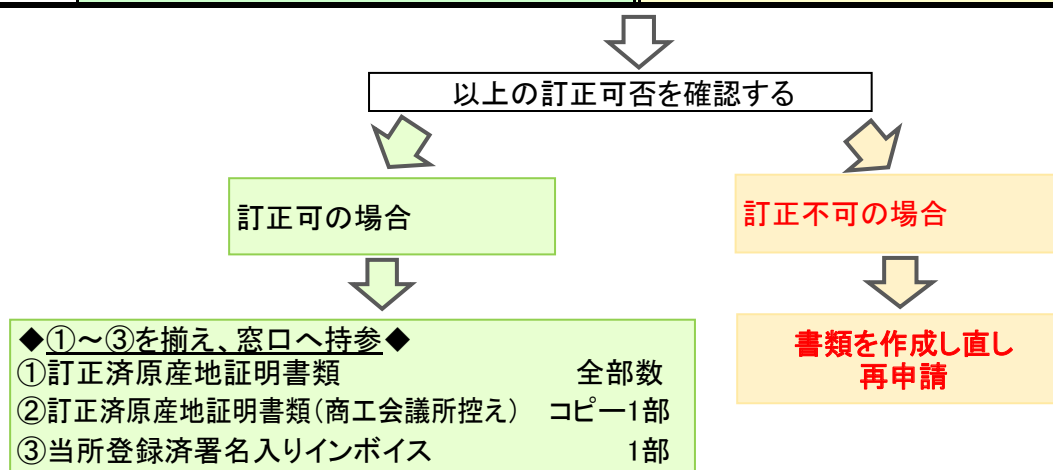 以上の訂正可否を確認する
訂正可の場合
訂正不可の場合
◆①～③を揃え、窓口へ持参◆
①訂正済原産地証明書類 全部数
②訂正済原産地証明書類(商工会議所控え) コピー1部
③当所登録済署名入りインボイス 1部
書類を作成し直し
再申請